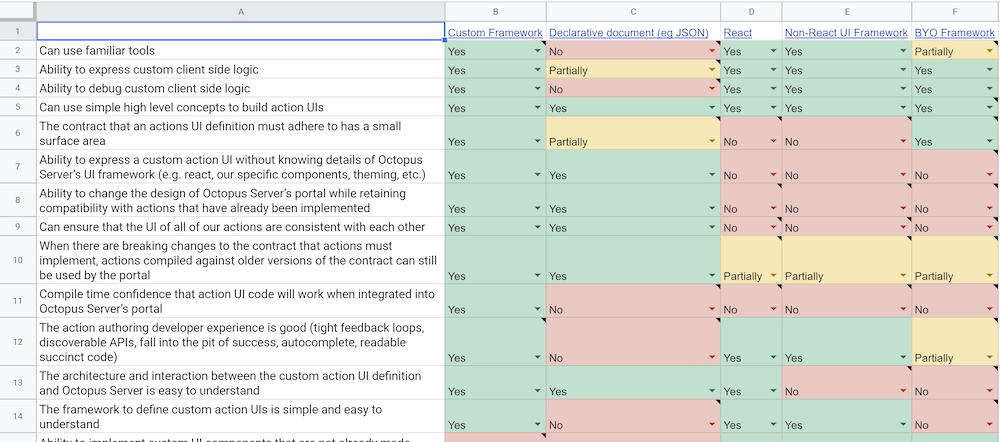 A B C D E F
1 Custom Framework Declarative document (eg JSON) React Non-React UI Framework BYO Framework
2 Can use familiar tools Yes No Yes Yes Partially
3 Ability to express custom client side logic Yes Partially Yes Yes Yes
4 Ability to debug custom client side logic Yes No Yes Yes Yes
5 Can use simple high level concepts to build action UIs Yes Yes Yes Yes Yes
The contract that an actions UI definition must adhere to has a small
6 surface area Yes Partially No No Yes
Ability to express a custom action UI without knowing details of Octopus
7 Server's UI framework (e.g. react, our specific components, theming, etc.) Yes Yes No No No
Ability to change the design of Octopus Server's portal while retaining
8 compatibility with actions that have already been implemented Yes Yes No No No
9 Can ensure that the UI of all of our actions are consistent with each other Yes Yes No No No
When there are breaking changes to the contract that actions must
10 implement, actions compiled against older versions of the contract can still
be used by the portal Yes Yes Partially Partially Partially
Compile time confidence that action UI code will work when integrated into
11 Octopus Server's portal Yes No No No No
The action authoring developer experience is good (tight feedback loops,
12 discoverable APIs, fall into the pit of success, autocomplete, readable
succinct code) Yes No Yes Yes Partially
The architecture and interaction between the custom action UI definition
13 and Octopus Server is easy to understand Yes Yes Yes No No
The framework to define custom action UIs is simple and easy to
14 understand Yes No Yes Yes No
Ability to implement custom UI components that are not already made